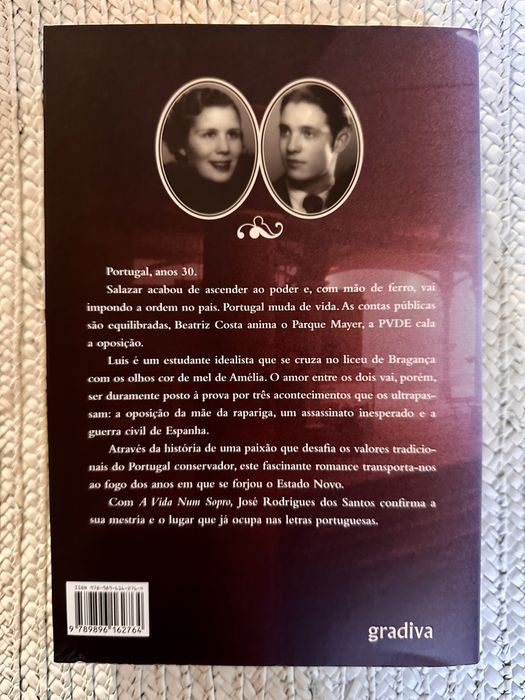 Portugal, anos 30.
Salazar acabou de ascender ao poder e, com mão de ferro, vai
impondo a ordem no país. Portugal muda de vida. As contas públicas
são equilibradas, Beatriz Costa anima o Parque Mayer, a PVDE cala
a oposição.
Luís é um estudante idealista que se cruza no liceu de Bragança
com os olhos cor de mel de Amélia. O amor entre os dois vai, porém,
ser duramente posto à prova por três acontecimentos que os ultrapas-
sam: a oposição da mãe da rapariga, um assassinato inesperado e a
guerra civil de Espanha.
Através da história de uma paixão que desafia os valores tradicio-
nais do Portugal conservador, este fascinante romance transporta-nos
ao fogo dos anos em que se forjou o Estado Novo.
Com A Vida Num Sopro, José Rodrigues dos Santos confirma
a sua mestria e o lugar que já ocupa nas letras portuguesas.
ISBN 978-989-616-276-4
9 789896 162764
gradiva